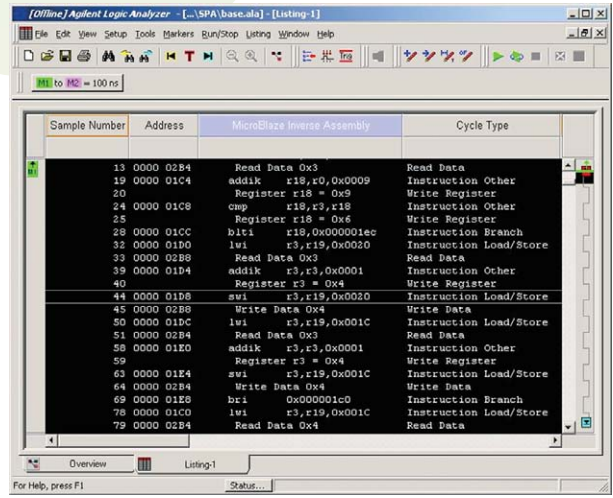 [Offline] Agilent Logic Analyzer - [...\SPA\base.ala] - [Listing-1]
File Edit View Setup Tools Markers Run/Stop Listing Window Help
M1 to M2 = 100 ns
Sample Number Address MicroBlaze Inverse Assembly Cycle Type
13 0000 02B4 Read Data 0x3 Read Data
19 0000 01C4 addik r18,r0,0x0009 Instruction Other
20 Register r18 = 0x9 Write Register
24 0000 01C8 cmp r18,r3,r18 Instruction Other
25 Register r18 = 0x6 Write Register
28 0000 01CC blti r18,0x000001ec Instruction Branch
32 0000 01D0 lwi r3,r19,0x0020 Instruction Load/Store
33 0000 02B8 Read Data 0x3 Read Data
39 0000 01D4 addik r3,r3,0x0001 Instruction Other
40 Register r3 = 0x4 Write Register
44 0000 01D8 swi r3,r19,0x0020 Instruction Load/Store
45 0000 02B8 Write Data 0x4 Write Data
50 0000 01DC lwi r3,r19,0x001C Instruction Load/Store
51 0000 02B4 Read Data 0x3 Read Data
58 0000 01E0 addik r3,r3,0x0001 Instruction Other
59 Register r3 = 0x4 Write Register
63 0000 01E4 swi r3,r19,0x001C Instruction Load/Store
64 0000 02B4 Write Data 0x4 Write Data
69 0000 01E8 bri 0x000001c0 Instruction Branch
78 0000 01C0 lwi r3,r19,0x001C Instruction Load/Store
79 0000 02B4 Read Data 0x4 Read Data
Overview Listing-1
For Help, press F1 Status...